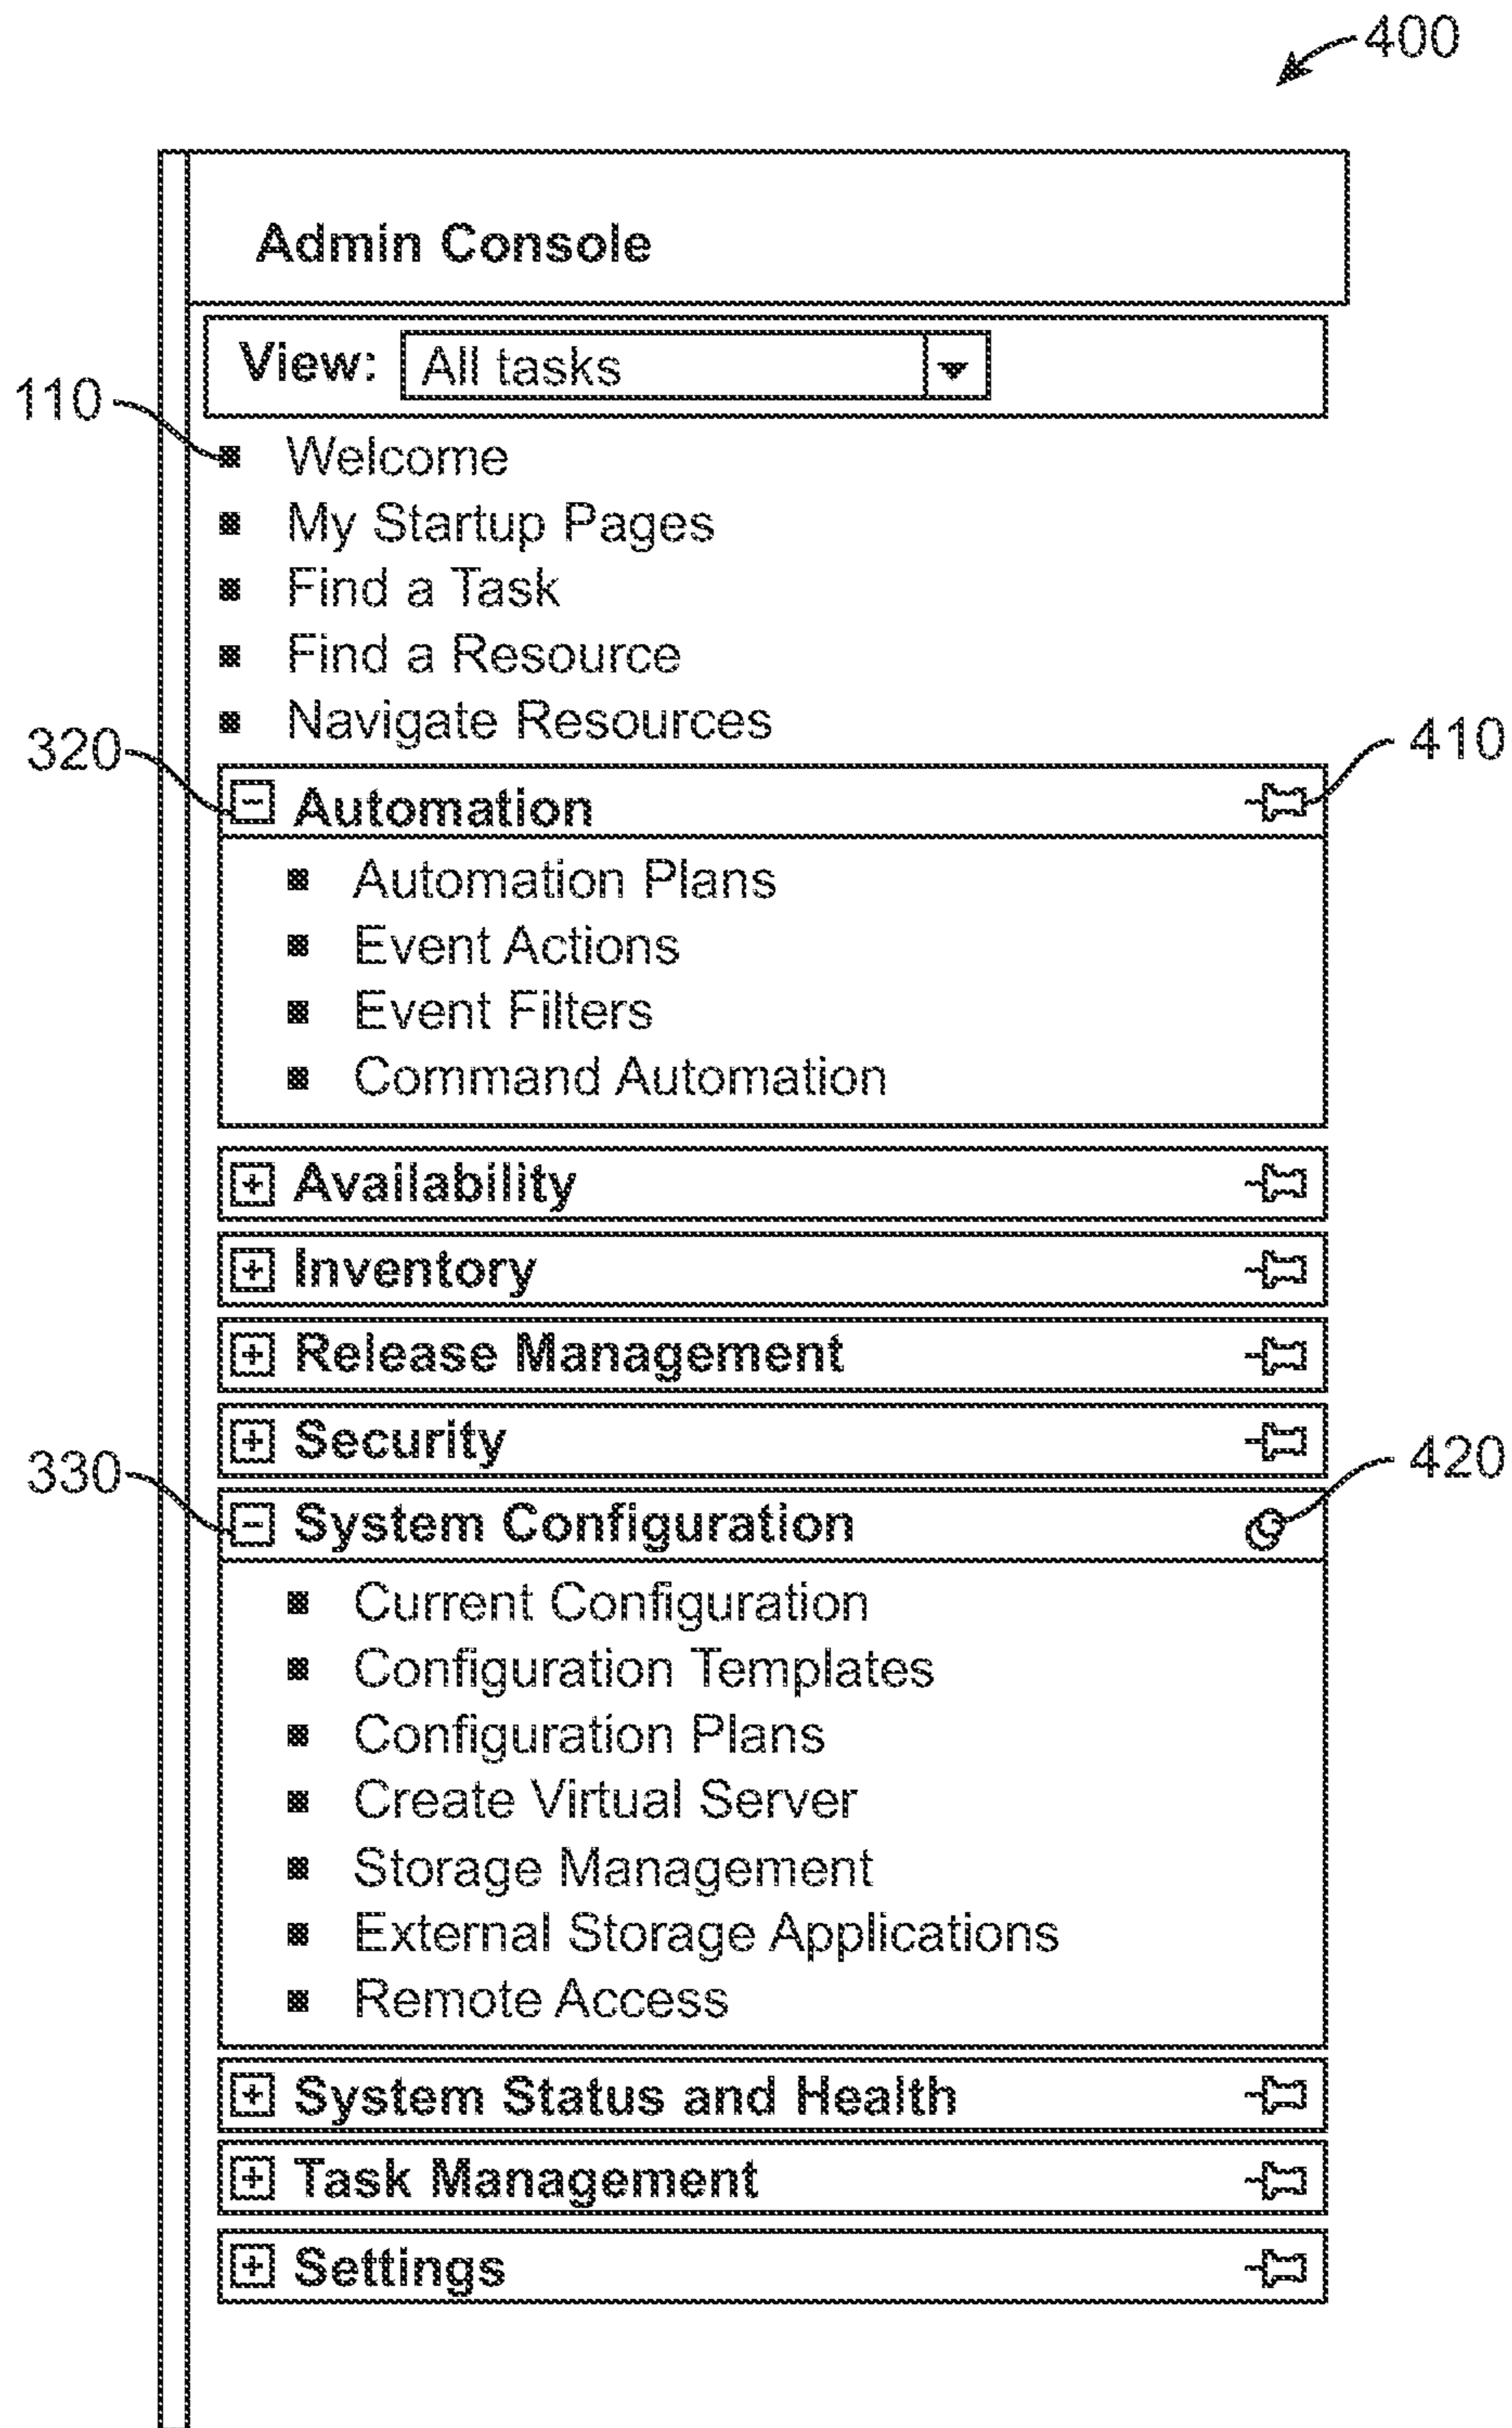 400
Admin Console
View: All tasks
110
Welcome
My Startup Pages
Find a Task
Find a Resource
Navigate Resources
320
410
- Automation
Automation Plans
Event Actions
Event Filters
Command Automation
+ Availability
+ Inventory
+ Release Management
+ Security
330
420
- System Configuration
Current Configuration
Configuration Templates
Configuration Plans
Create Virtual Server
Storage Management
External Storage Applications
Remote Access
+ System Status and Health
+ Task Management
+ Settings